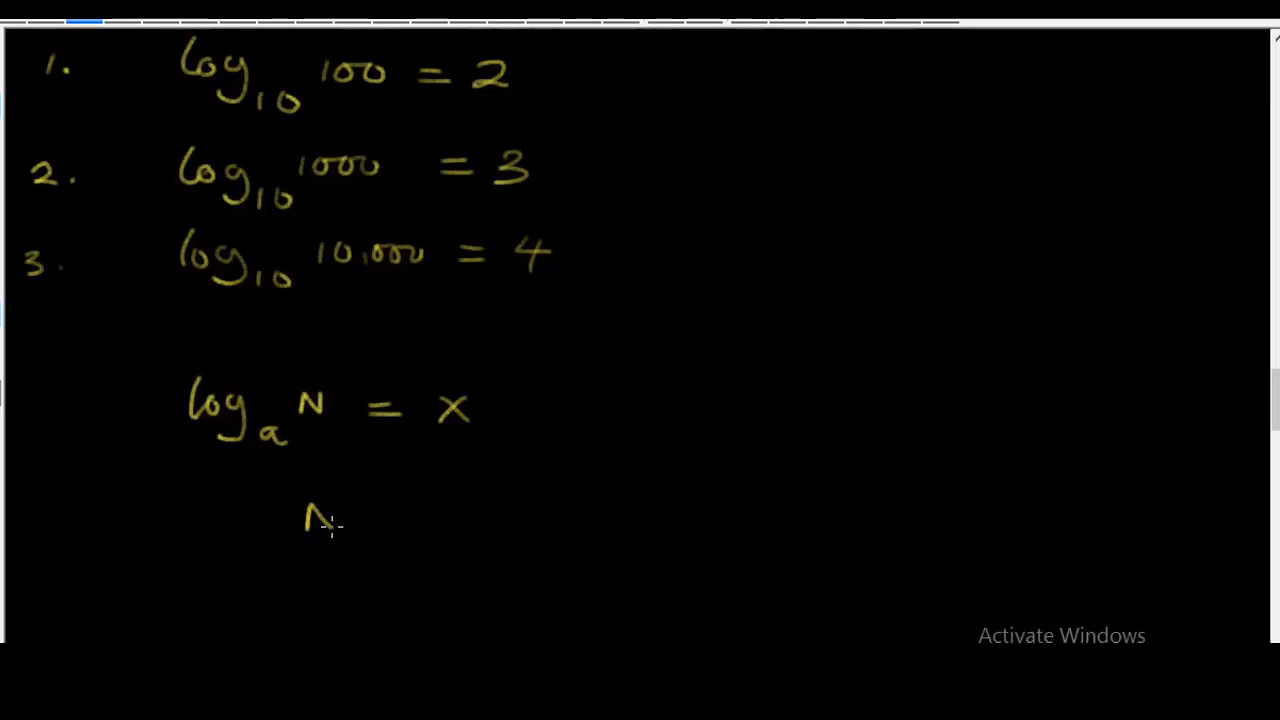 1. log₁₀ 100 = 2
2. log₁₀ 1000 = 3
3. log₁₀ 10,000 = 4
logₐ N = x
N
Activate Windows